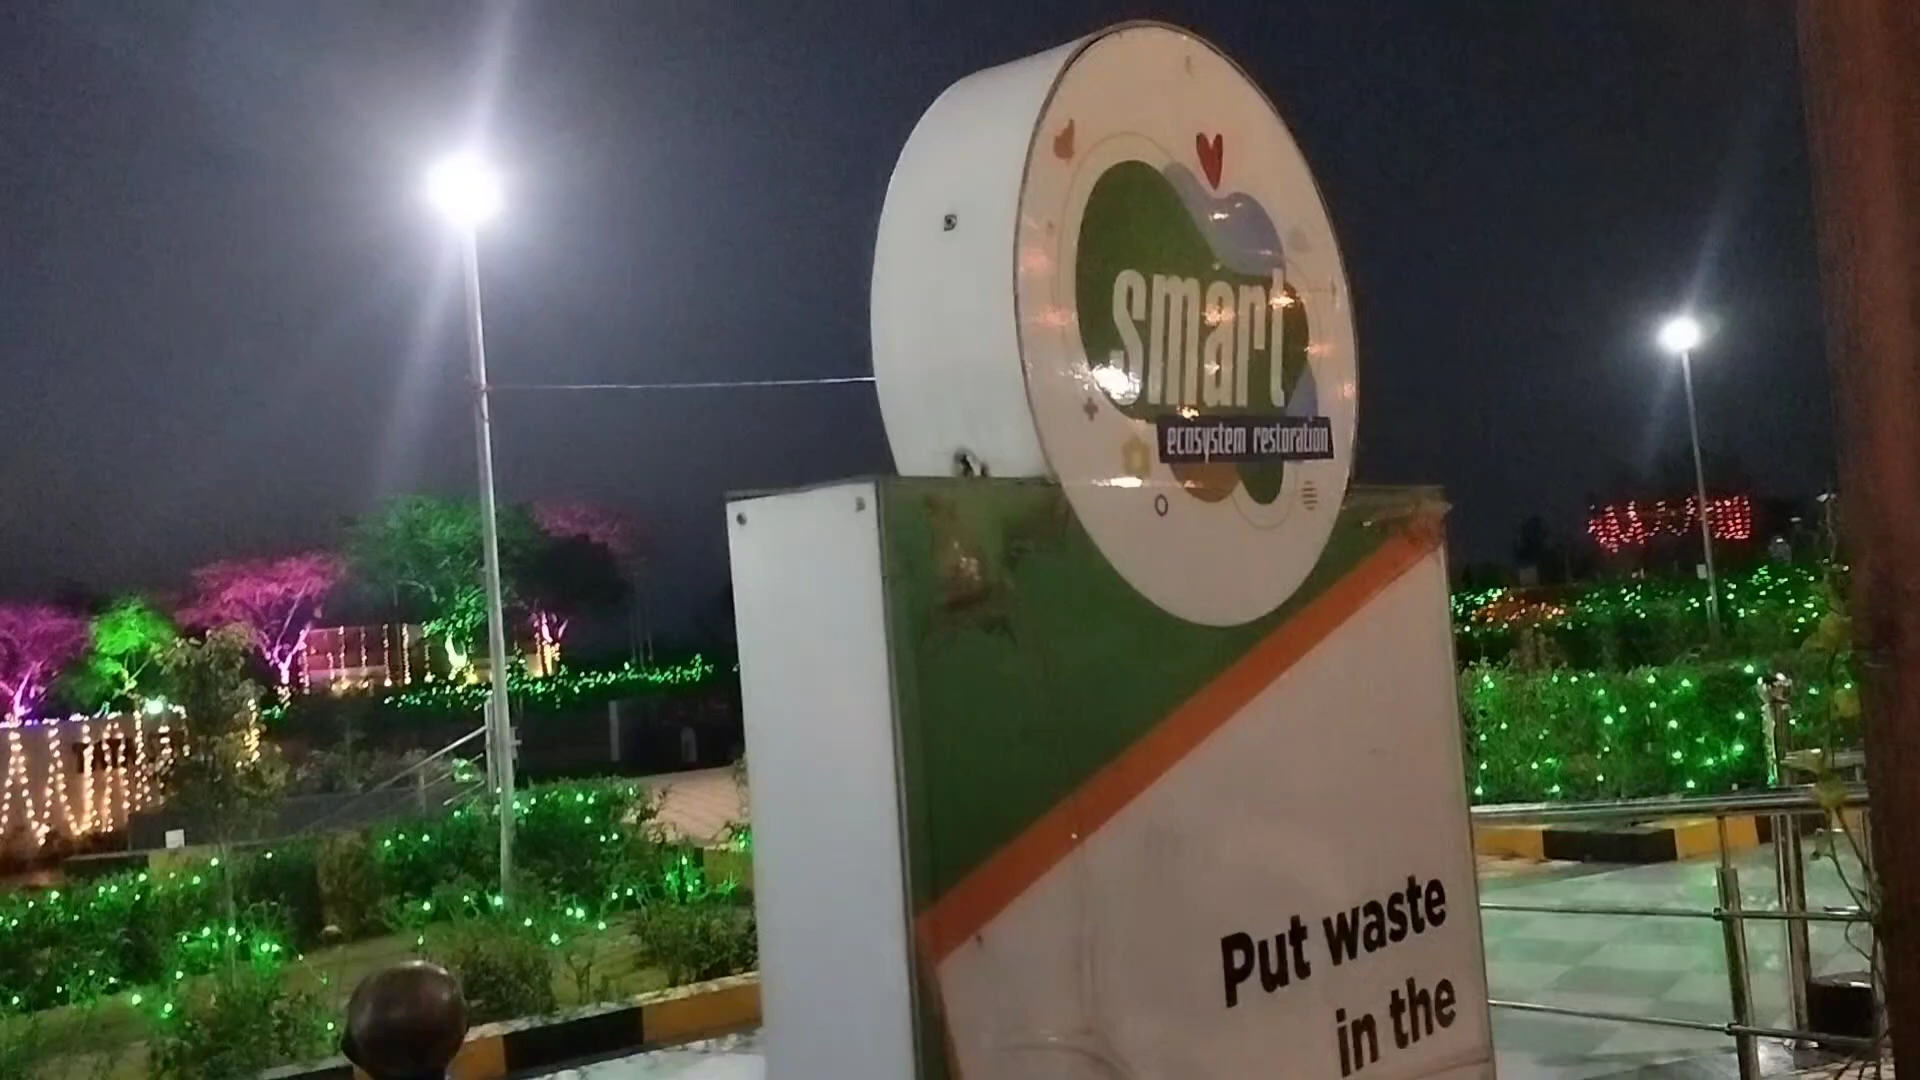 smart
ecosystem restoration
Put waste
in the